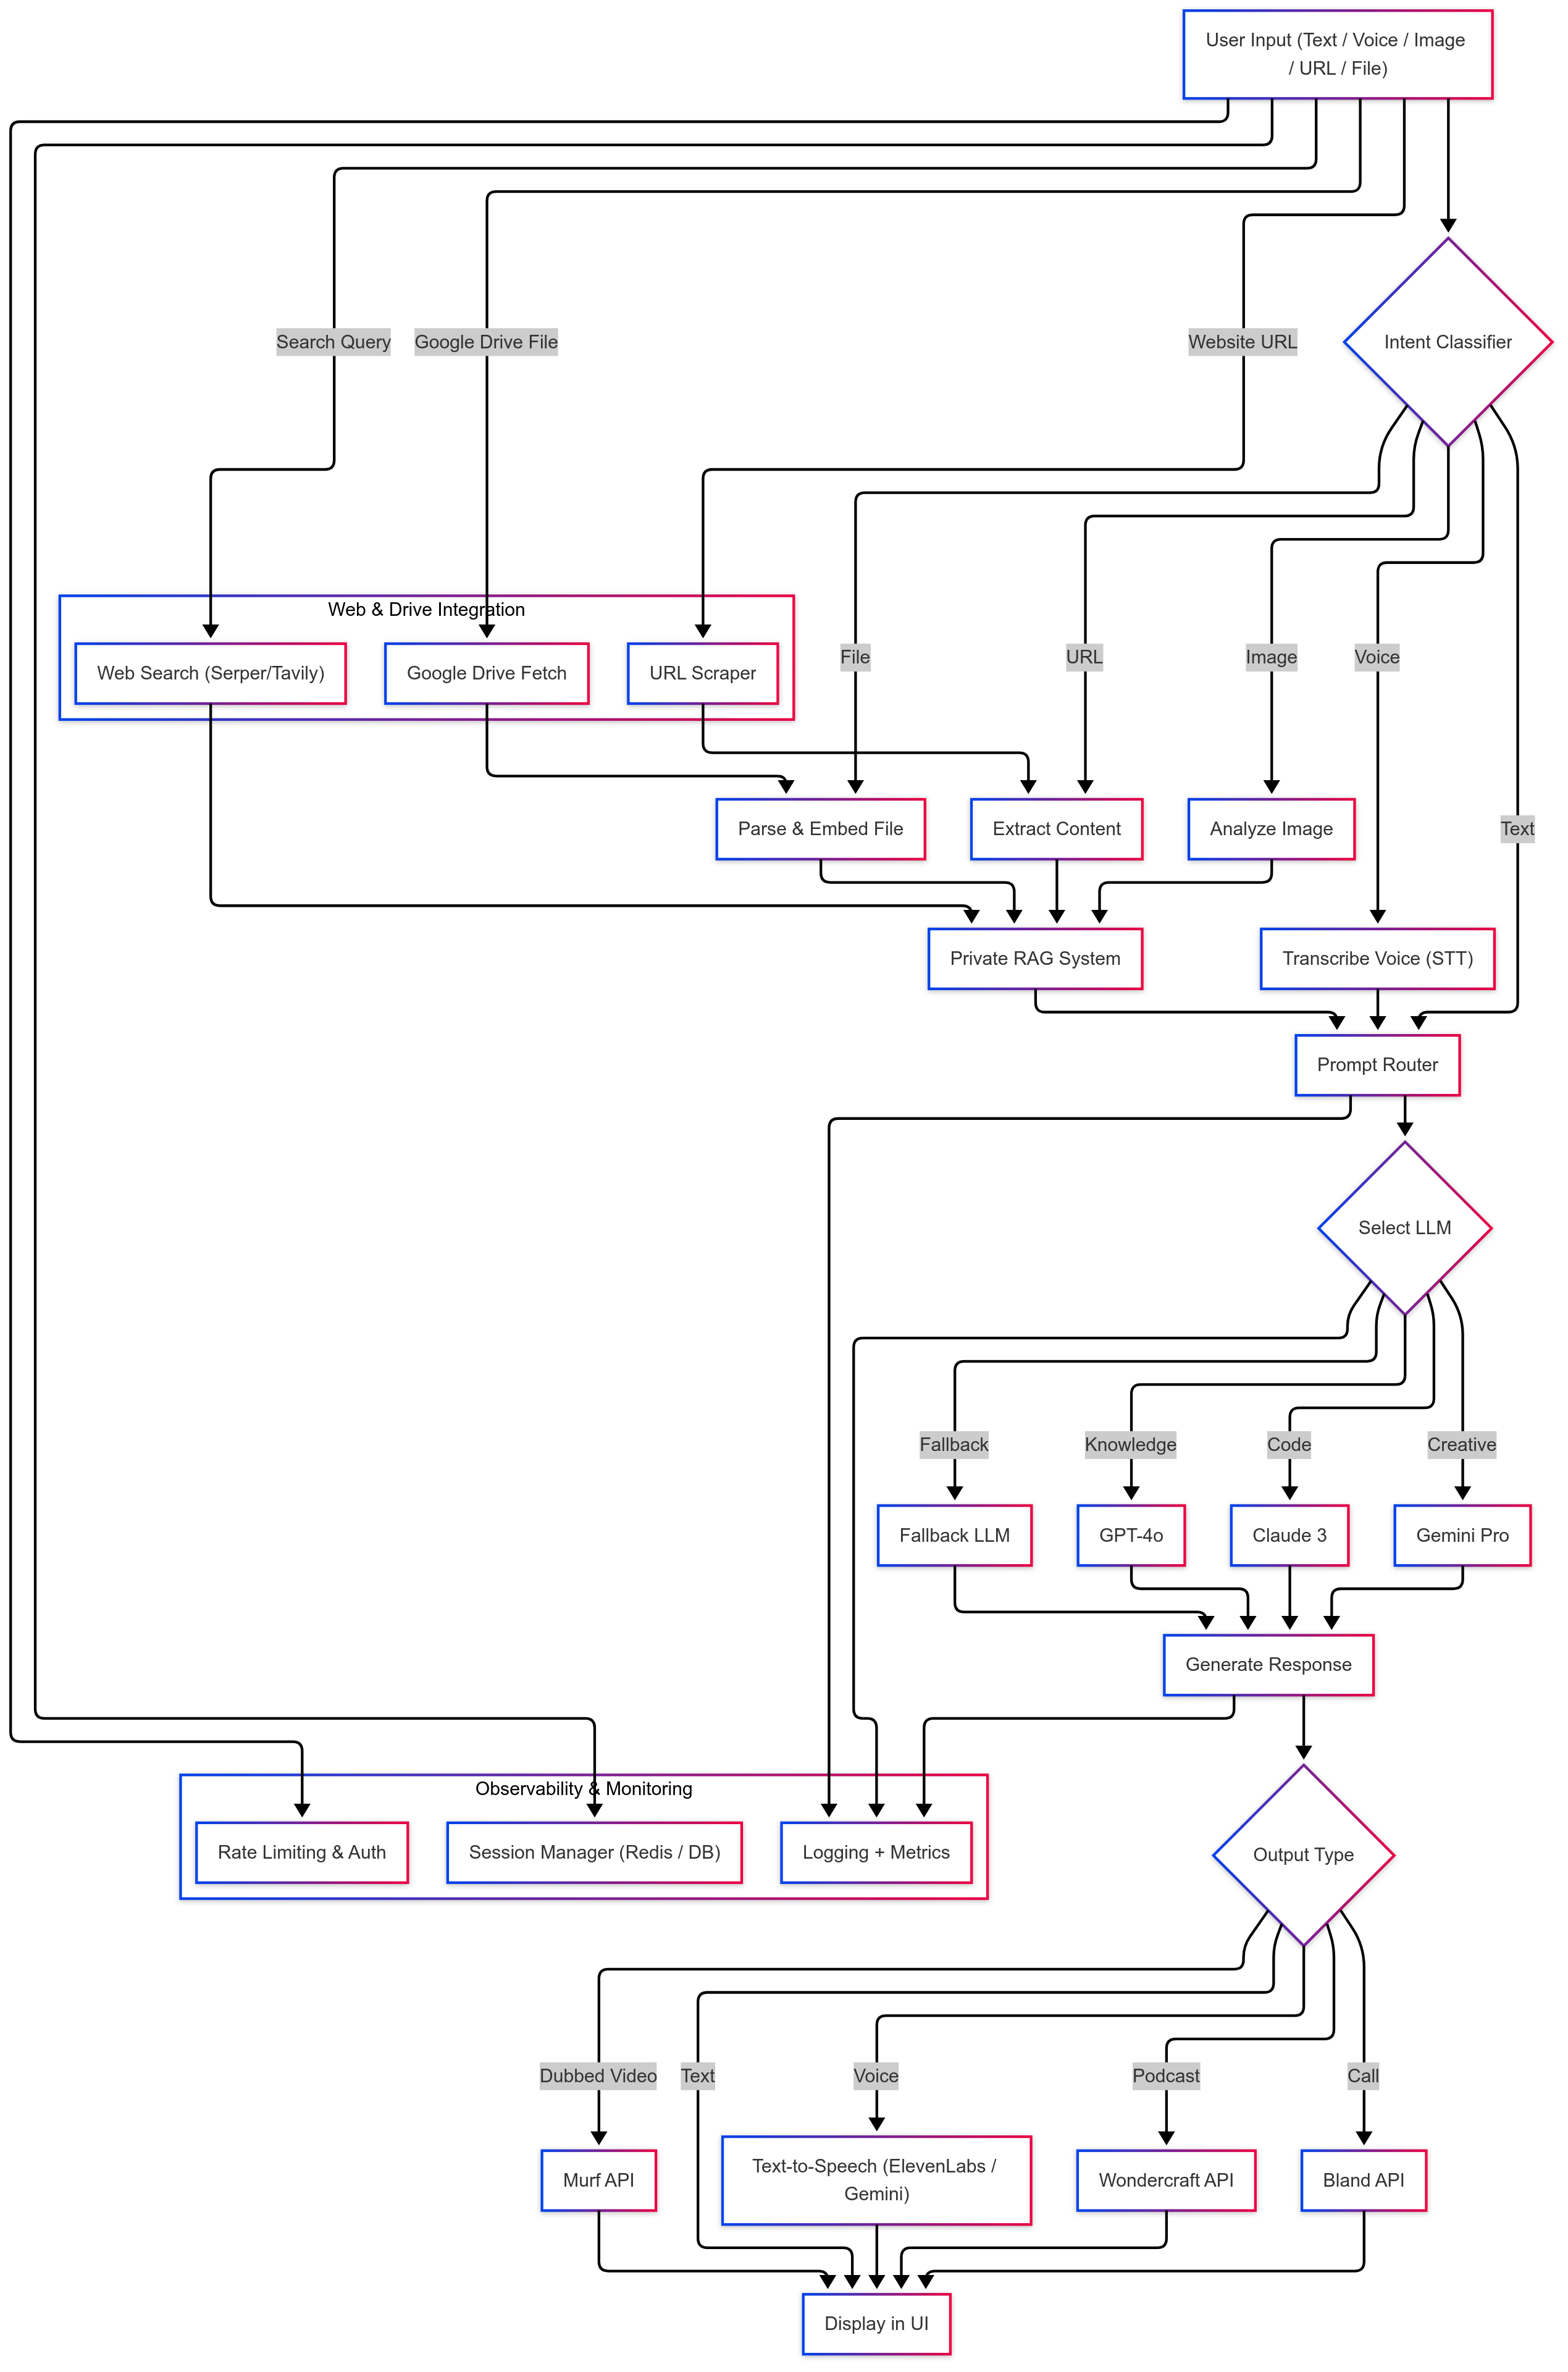 User Input (Text / Voice / Image
/ URL / File)
Search Query
Google Drive File
Website URL
Intent Classifier
Web & Drive Integration
Web Search (Serper/Tavily)
Google Drive Fetch
URL Scraper
File
URL
Image
Voice
Text
Parse & Embed File
Extract Content
Analyze Image
Private RAG System
Transcribe Voice (STT)
Prompt Router
Select LLM
Fallback
Knowledge
Code
Creative
Fallback LLM
GPT-4o
Claude 3
Gemini Pro
Generate Response
Observability & Monitoring
Rate Limiting & Auth
Session Manager (Redis / DB)
Logging + Metrics
Output Type
Dubbed Video
Text
Voice
Podcast
Call
Murf API
Text-to-Speech (ElevenLabs /
Gemini)
Wondercraft API
Bland API
Display in UI